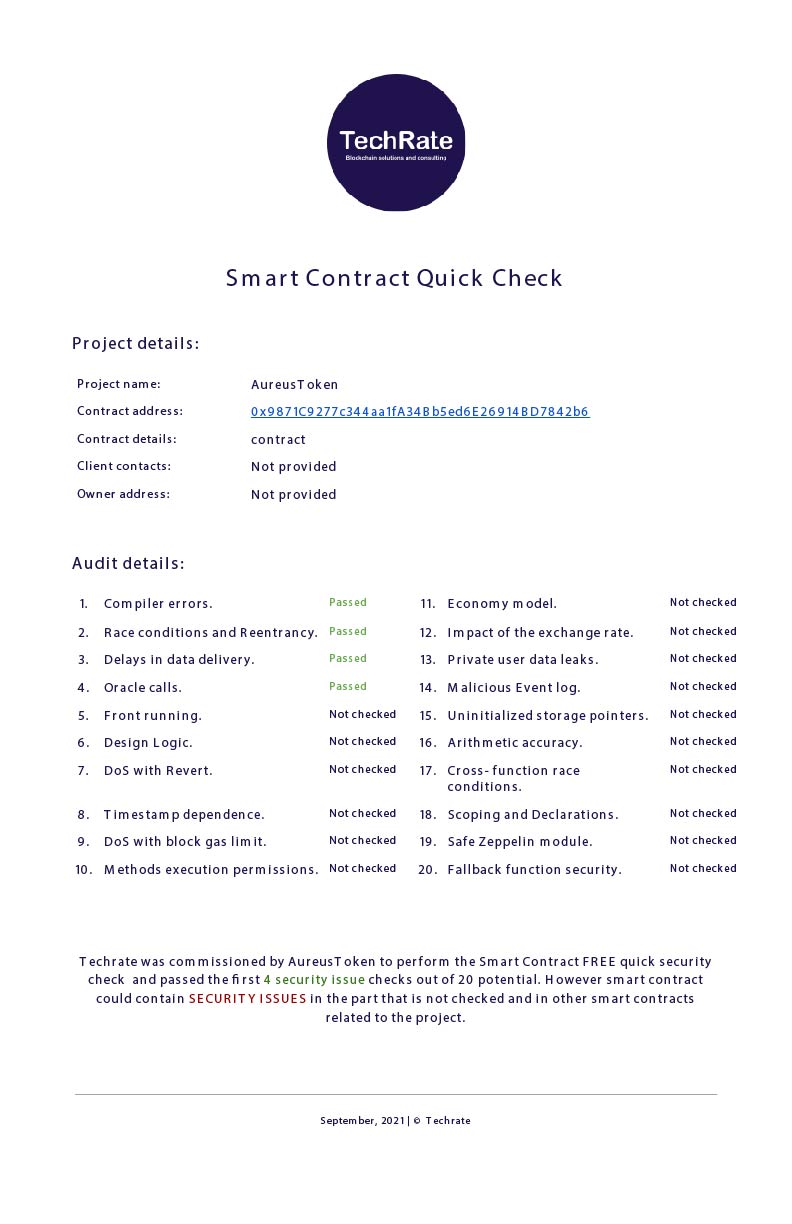 TechRate
Blockchain solutions and consulting
Smart Contract Quick Check
Project details:
Project name: AureusToken
Contract address: 0x9871C9277c344aa1fA34Bb5ed6E26914BD7842b6
Contract details: contract
Client contacts: Not provided
Owner address: Not provided
Audit details:
1. Compiler errors. Passed 11. Economy model. Not checked
2. Race conditions and Reentrancy. Passed 12. Impact of the exchange rate. Not checked
3. Delays in data delivery. Passed 13. Private user data leaks. Not checked
4. Oracle calls. Passed 14. Malicious Event log. Not checked
5. Front running. Not checked 15. Uninitialized storage pointers. Not checked
6. Design Logic. Not checked 16. Arithmetic accuracy. Not checked
7. DoS with Revert. Not checked 17. Cross- function race Not checked
conditions.
8. Timestamp dependence. Not checked 18. Scoping and Declarations. Not checked
9. DoS with block gas limit. Not checked 19. Safe Zeppelin module. Not checked
10. Methods execution permissions. Not checked 20. Fallback function security. Not checked
Techrate was commissioned by AureusToken to perform the Smart Contract FREE quick security
check and passed the first 4 security issue checks out of 20 potential. However smart contract
could contain SECURITY ISSUES in the part that is not checked and in other smart contracts
related to the project.
September, 2021 | © Techrate